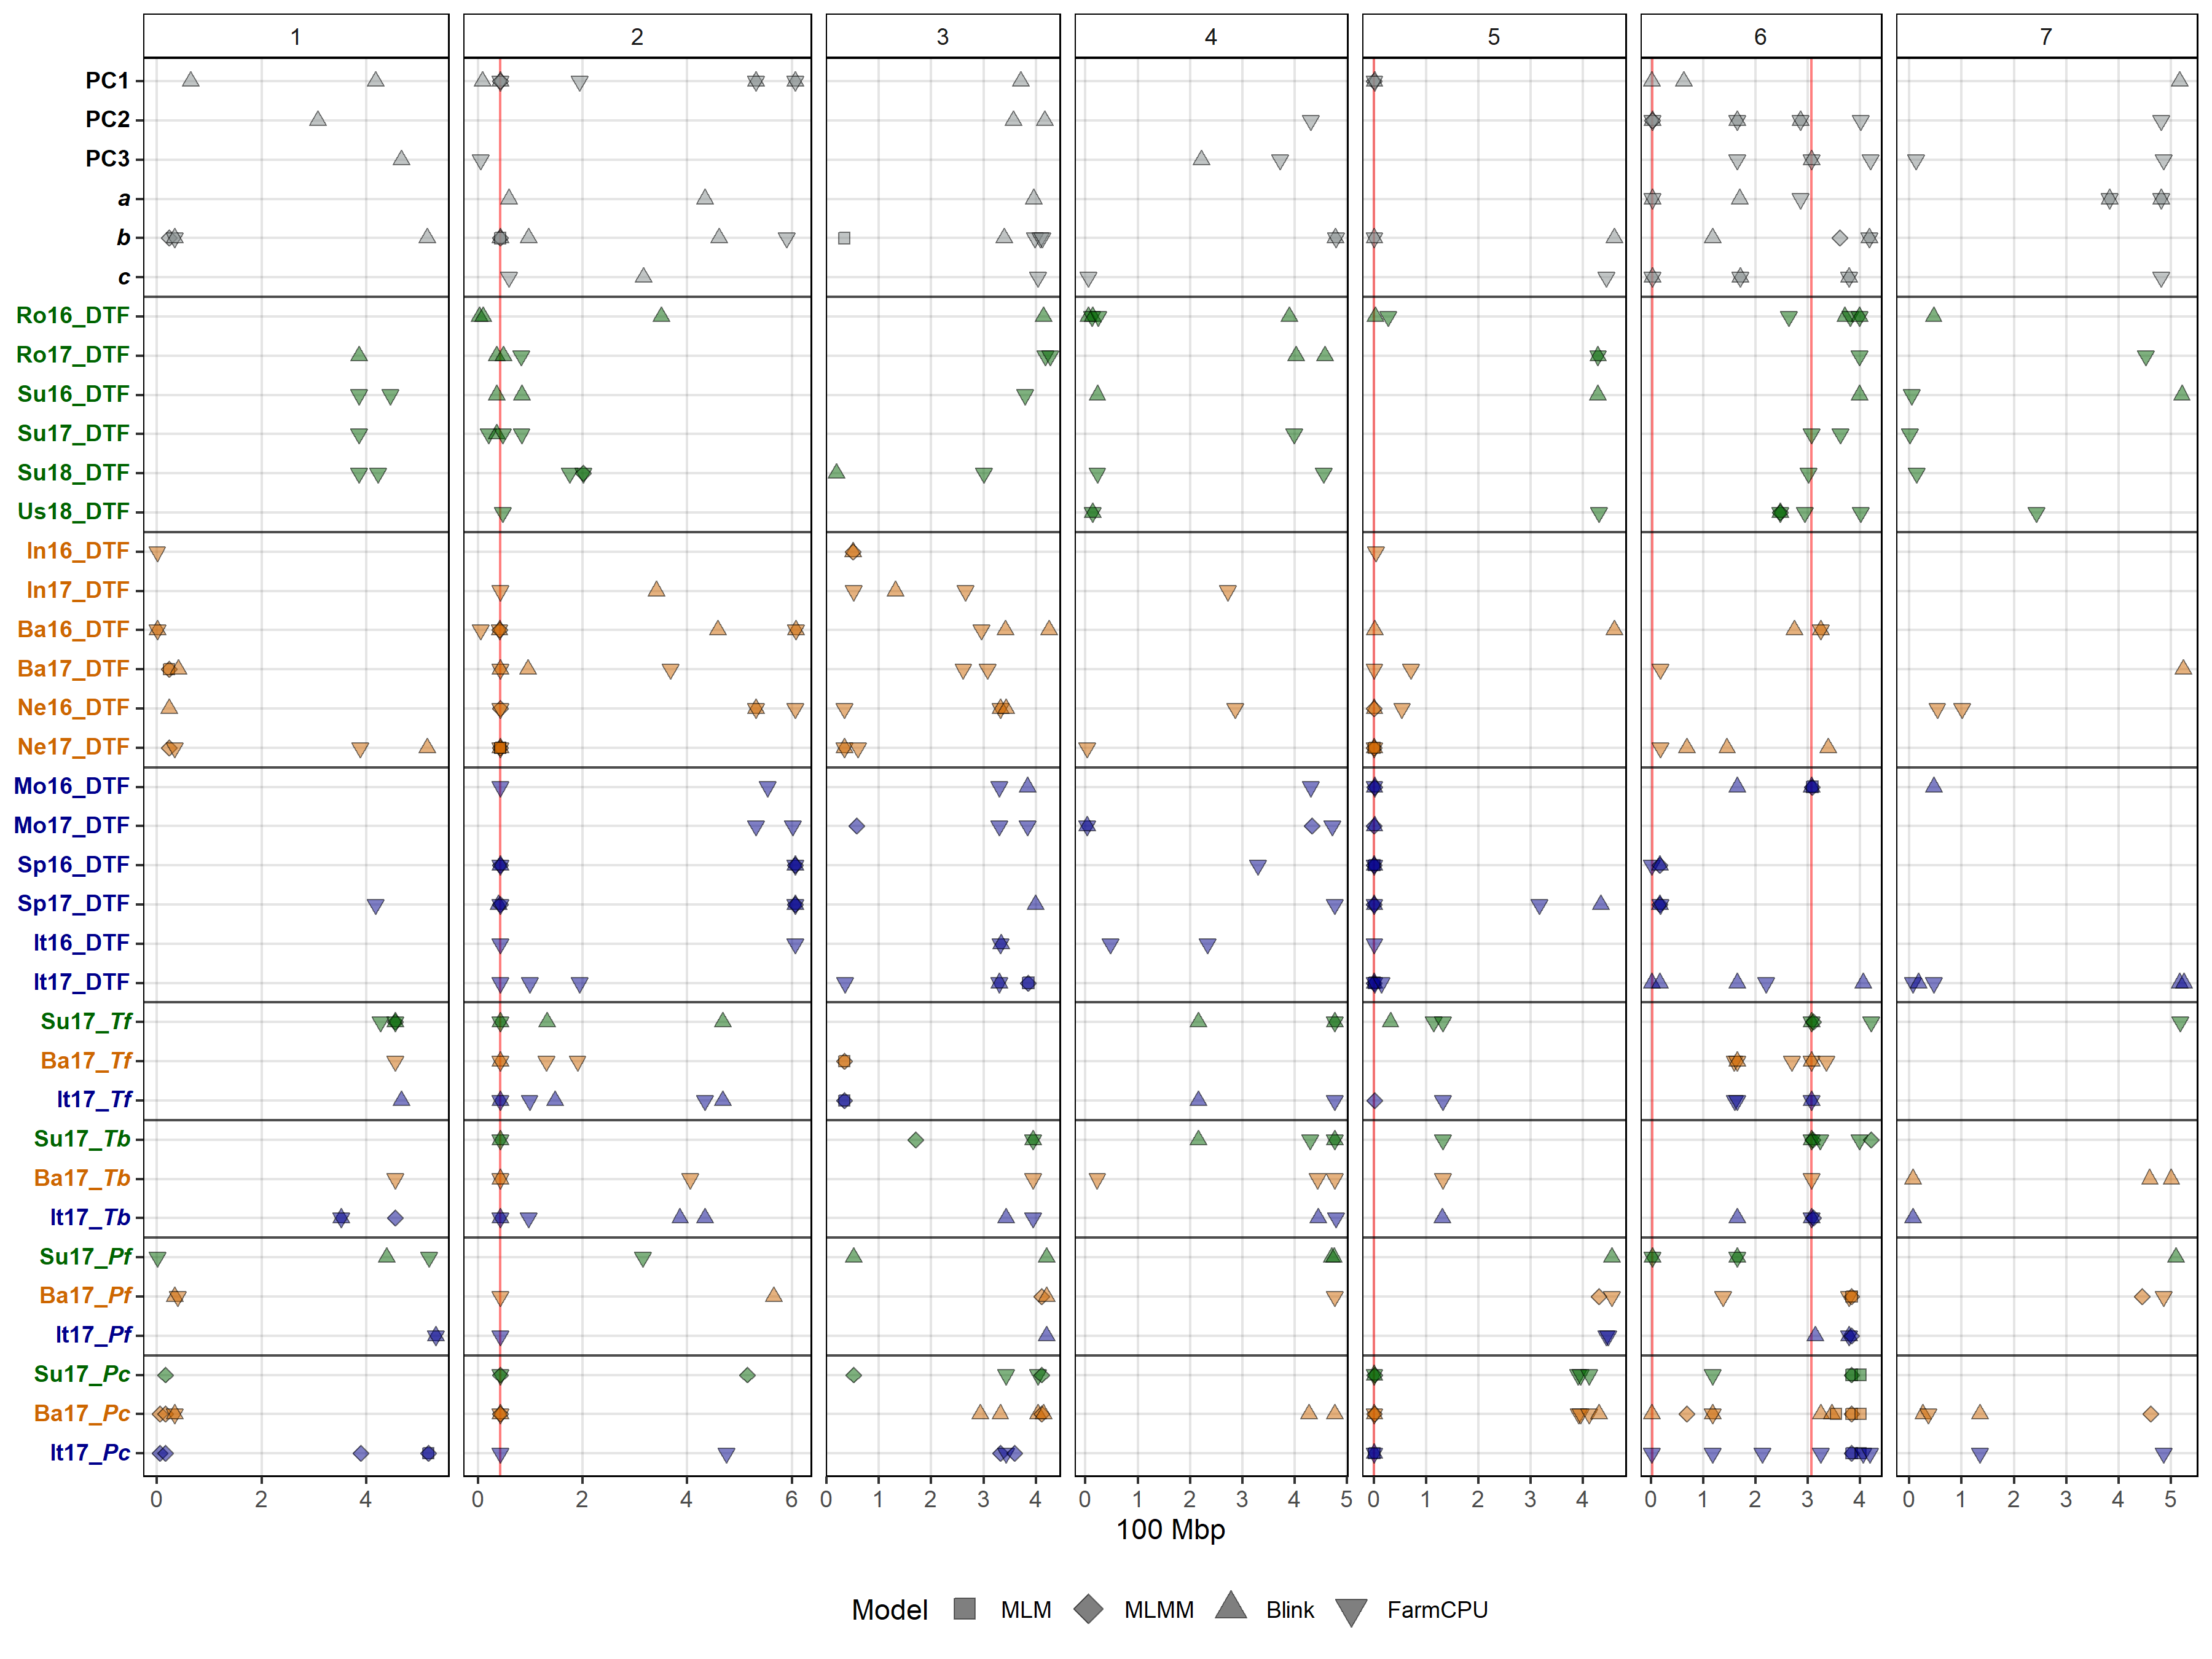 1 2 3 4 5 6 7
PC1
PC2
PC3
a
b
c
Ro16_DTF
Ro17_DTF
Su16_DTF
Su17_DTF
Su18_DTF
Us18_DTF
In16_DTF
In17_DTF
Ba16_DTF
Ba17_DTF
Ne16_DTF
Ne17_DTF
Mo16_DTF
Mo17_DTF
Sp16_DTF
Sp17_DTF
It16_DTF
It17_DTF
Su17_Tf
Ba17_Tf
It17_Tf
Su17_Tb
Ba17_Tb
It17_Tb
Su17_Pf
Ba17_Pf
It17_Pf
Su17_Pc
Ba17_Pc
It17_Pc
0 2 4 0 2 4 6 0 1 2 3 4 0 1 2 3 4 5 0 1 2 3 4 0 1 2 3 4 0 1 2 3 4 5
100 Mbp
Model MLM MLMM Blink FarmCPU